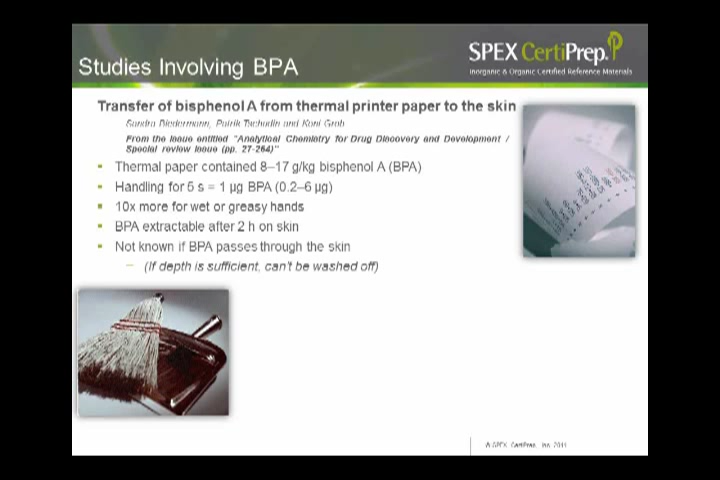 SPEX CertiPrep.
Inorganic & Organic Certified Reference Materials
Studies Involving BPA
Transfer of bisphenol A from thermal printer paper to the skin
Sandra Biedermann, Patrik Tschudin and Koni Grob
From the issue entitled "Analytical Chemistry for Drug Discovery and Development /
Special review issue (pp. 27-264)"
- Thermal paper contained 8–17 g/kg bisphenol A (BPA)
- Handling for 5 s = 1 μg BPA (0.2–6 μg)
- 10x more for wet or greasy hands
- BPA extractable after 2 h on skin
- Not known if BPA passes through the skin
– (If depth is sufficient, can't be washed off)
© SPEX CertiPrep, Inc. 2011